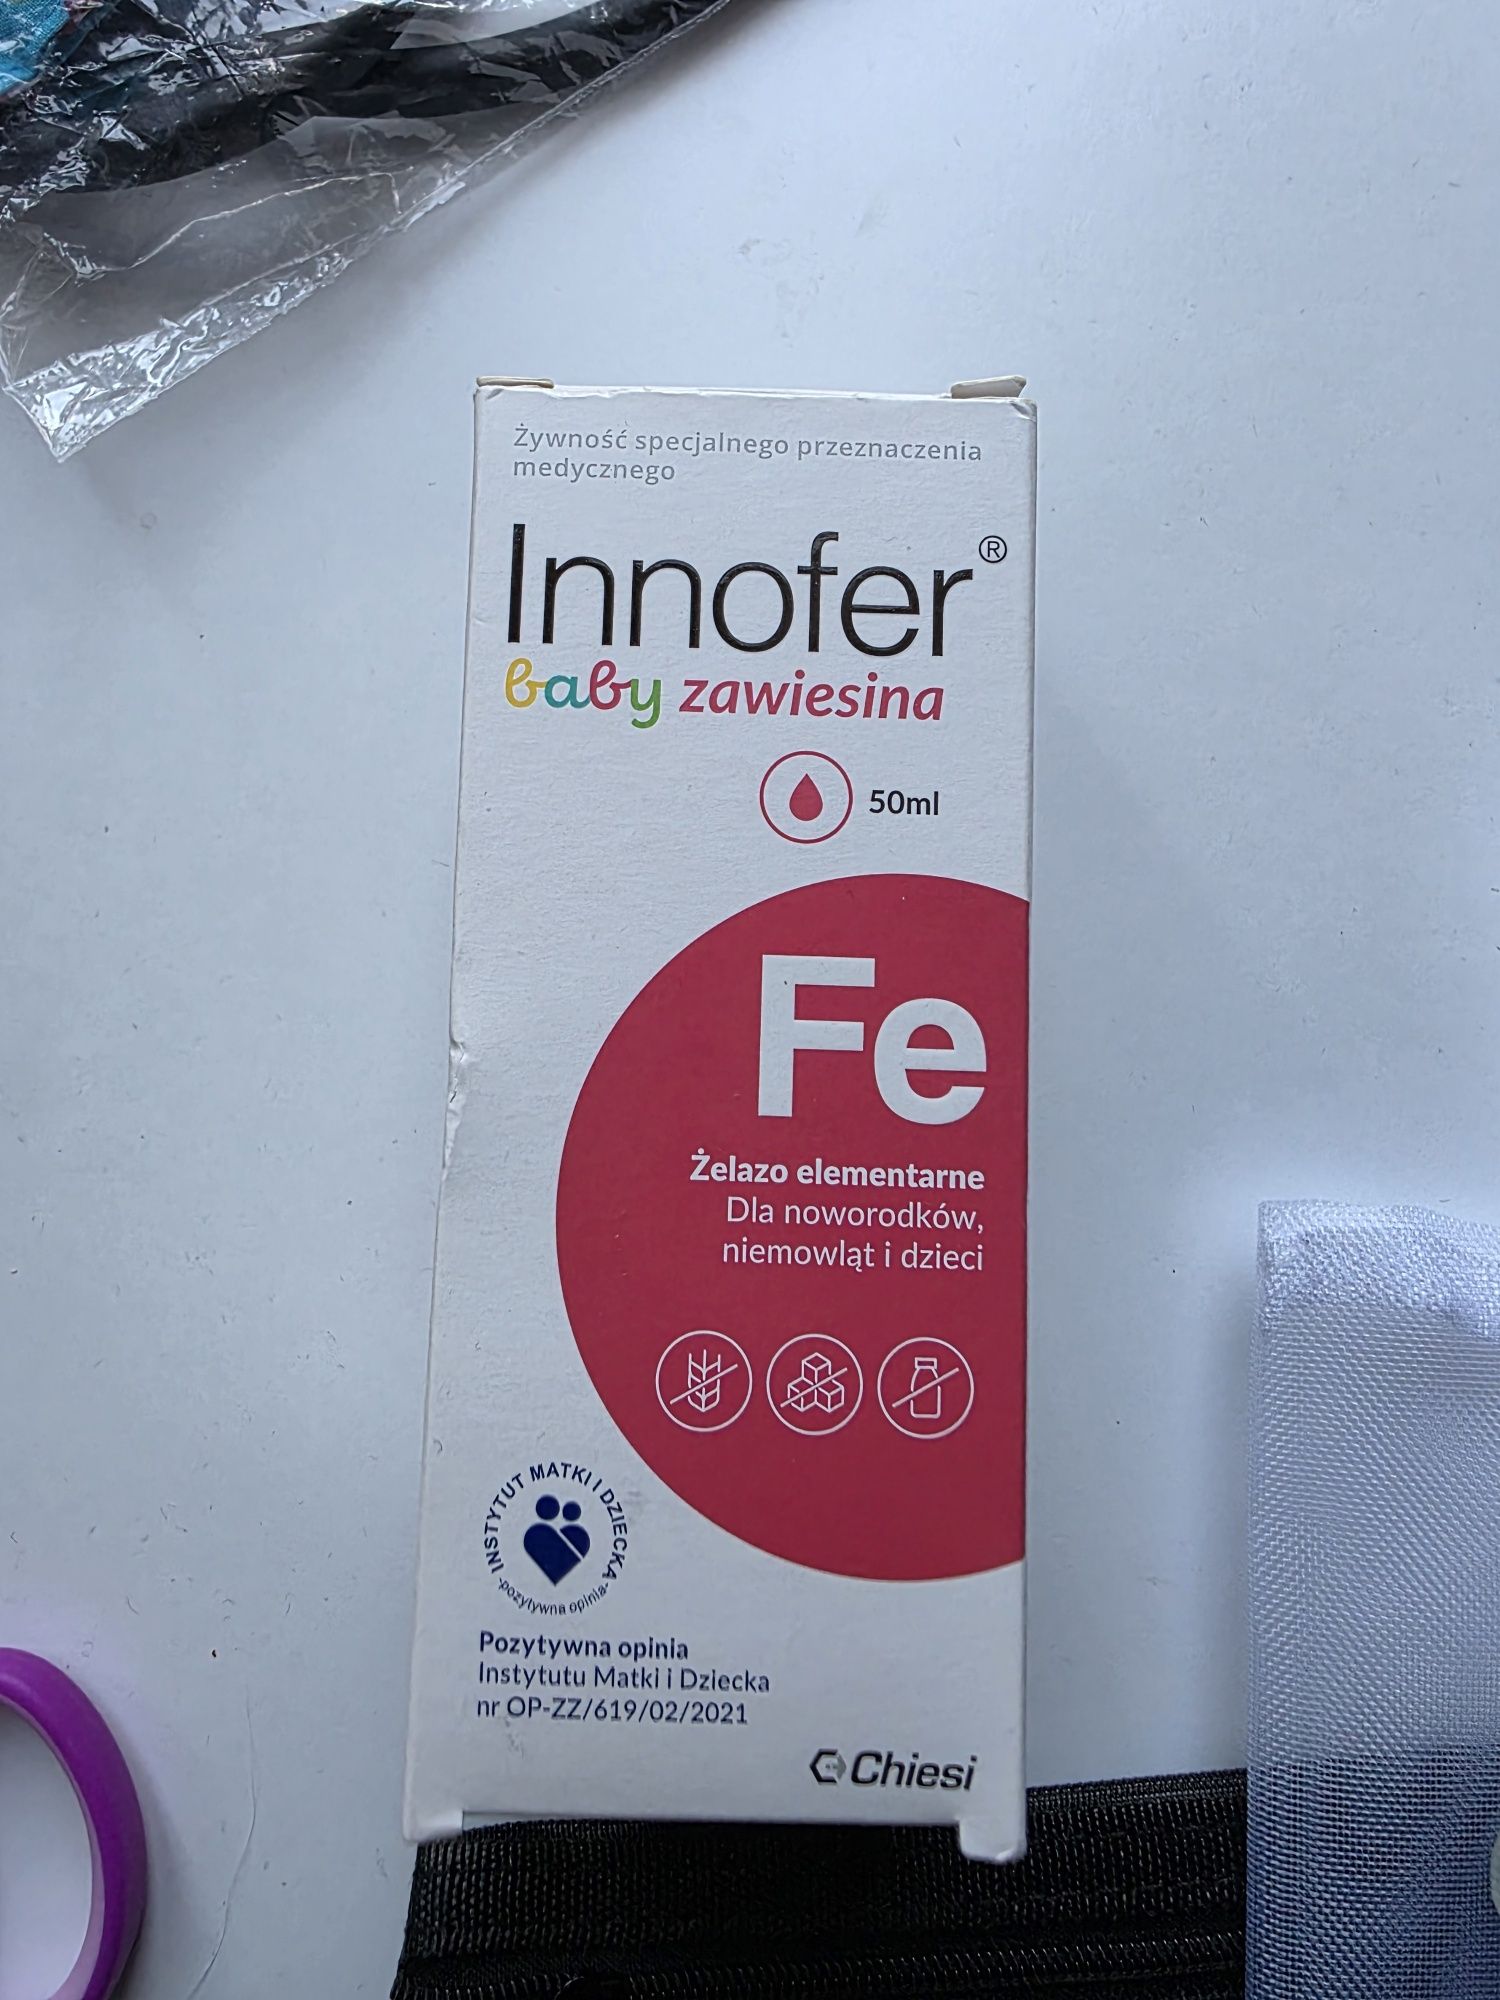 Żywność specjalnego przeznaczenia
medycznego
Innofer®
baby zawiesina
50ml
Fe
Żelazo elementarne
Dla noworodków,
niemowląt i dzieci
INSTYTUT MATKI I DZIECKA
-pozytywna opinia-
Pozytywna opinia
Instytutu Matki i Dziecka
nr OP-ZZ/619/02/2021
Chiesi